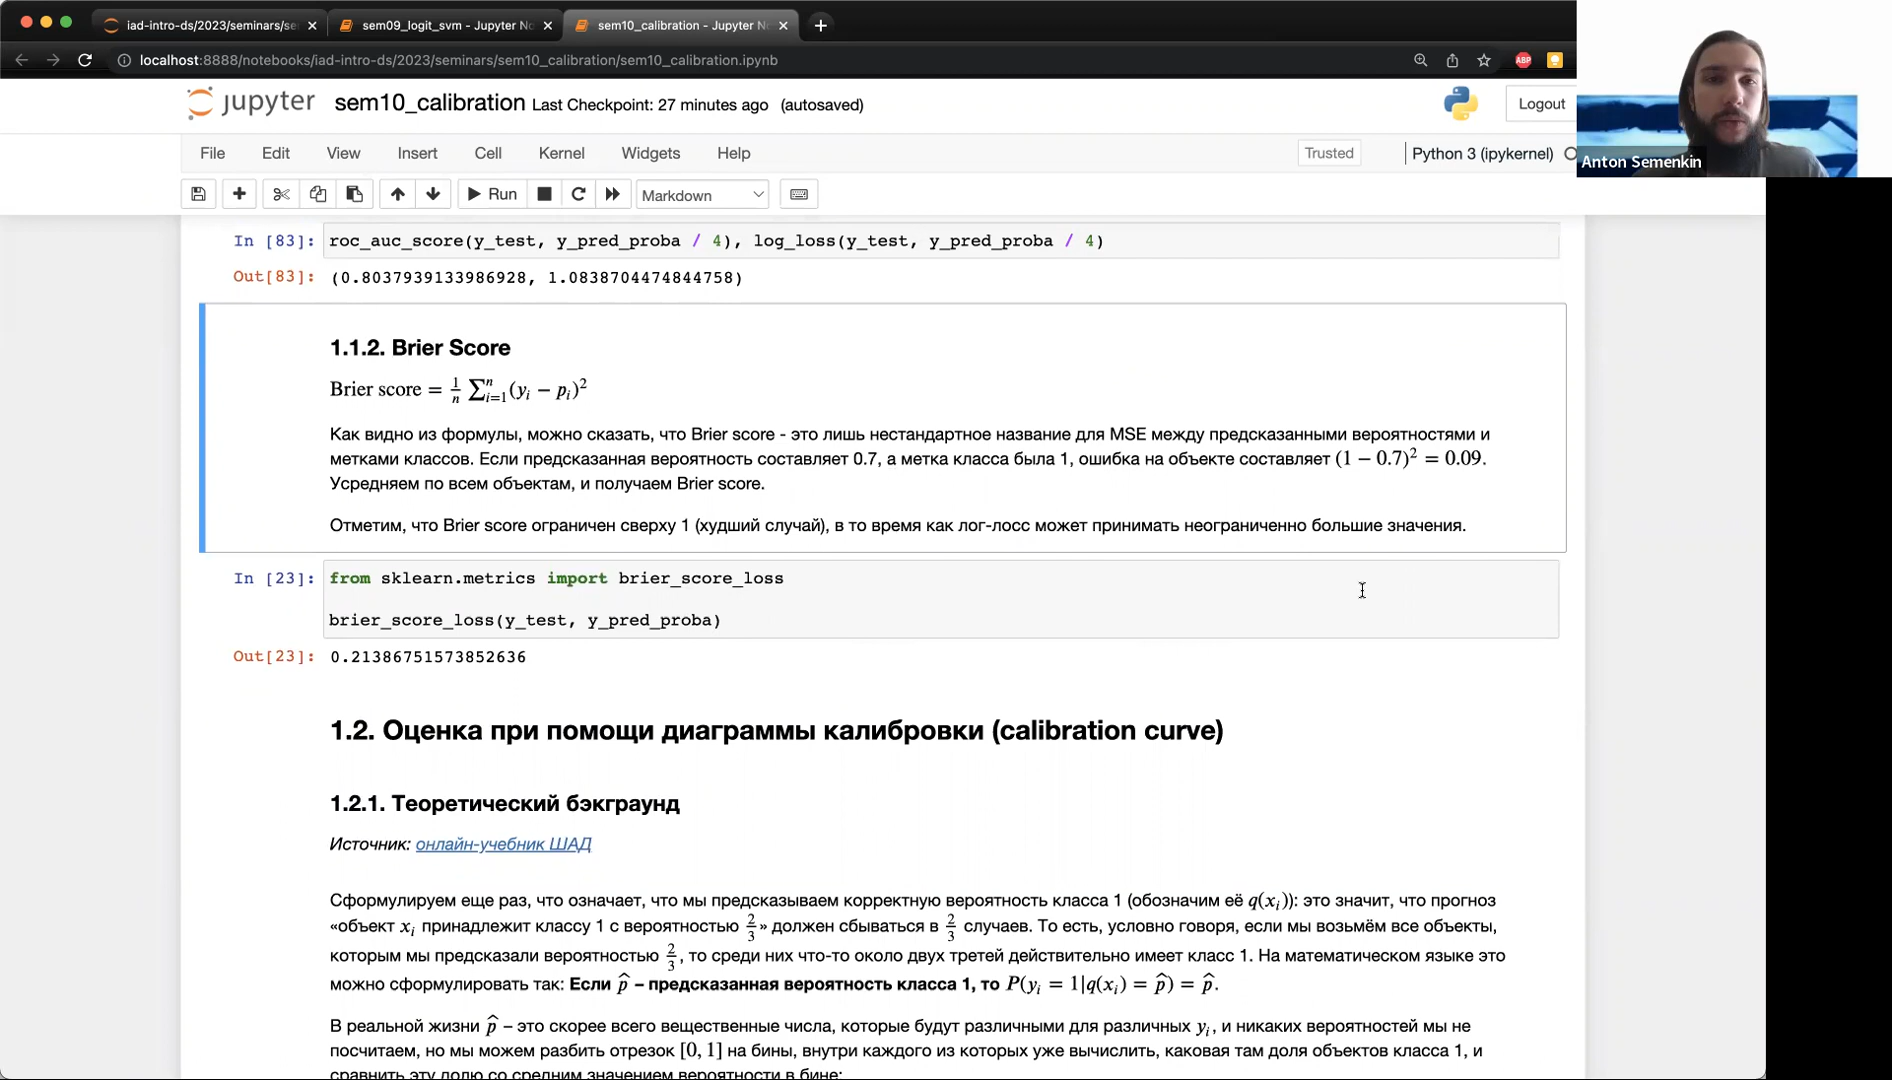 iad-intro-ds/2023/seminars/se
sem09_logit_svm - Jupyter No
sem10_calibration - Jupyter N
localhost:8888/notebooks/iad-intro-ds/2023/seminars/sem10_calibration/sem10_calibration.ipynb
ABP
jupyter sem10_calibration Last Checkpoint: 27 minutes ago (autosaved)
Logout
File Edit View Insert Cell Kernel Widgets Help
Trusted
Python 3 (ipykernel)
Anton Semenkin
Run
Markdown
In [83]: roc_auc_score(y_test, y_pred_proba / 4), log_loss(y_test, y_pred_proba / 4)
Out[83]: (0.8037939133986928, 1.0838704474844758)
1.1.2. Brier Score
Brier score = 1/n ∑ⁿᵢ₌₁(yᵢ − pᵢ)²
Как видно из формулы, можно сказать, что Brier score - это лишь нестандартное название для MSE между предсказанными вероятностями и
метками классов. Если предсказанная вероятность составляет 0.7, а метка класса была 1, ошибка на объекте составляет (1 − 0.7)² = 0.09.
Усредняем по всем объектам, и получаем Brier score.
Отметим, что Brier score ограничен сверху 1 (худший случай), в то время как лог-лосс может принимать неограниченно большие значения.
In [23]: from sklearn.metrics import brier_score_loss
brier_score_loss(y_test, y_pred_proba)
Out[23]: 0.21386751573852636
1.2. Оценка при помощи диаграммы калибровки (calibration curve)
1.2.1. Теоретический бэкграунд
Источник: онлайн-учебник ШАД
Сформулируем еще раз, что означает, что мы предсказываем корректную вероятность класса 1 (обозначим её q(xᵢ)): это значит, что прогноз
«объект xᵢ принадлежит классу 1 с вероятностью 2/3» должен сбываться в 2/3 случаев. То есть, условно говоря, если мы возьмём все объекты,
которым мы предсказали вероятностью 2/3, то среди них что-то около двух третей действительно имеет класс 1. На математическом языке это
можно сформулировать так: Если p̂ – предсказанная вероятность класса 1, то P(yᵢ = 1|q(xᵢ) = p̂) = p̂.
В реальной жизни p̂ – это скорее всего вещественные числа, которые будут различными для различных yᵢ, и никаких вероятностей мы не
посчитаем, но мы можем разбить отрезок [0, 1] на бины, внутри каждого из которых уже вычислить, каковая там доля объектов класса 1, и
сравнить эту долю со средним значением вероятности в бине: